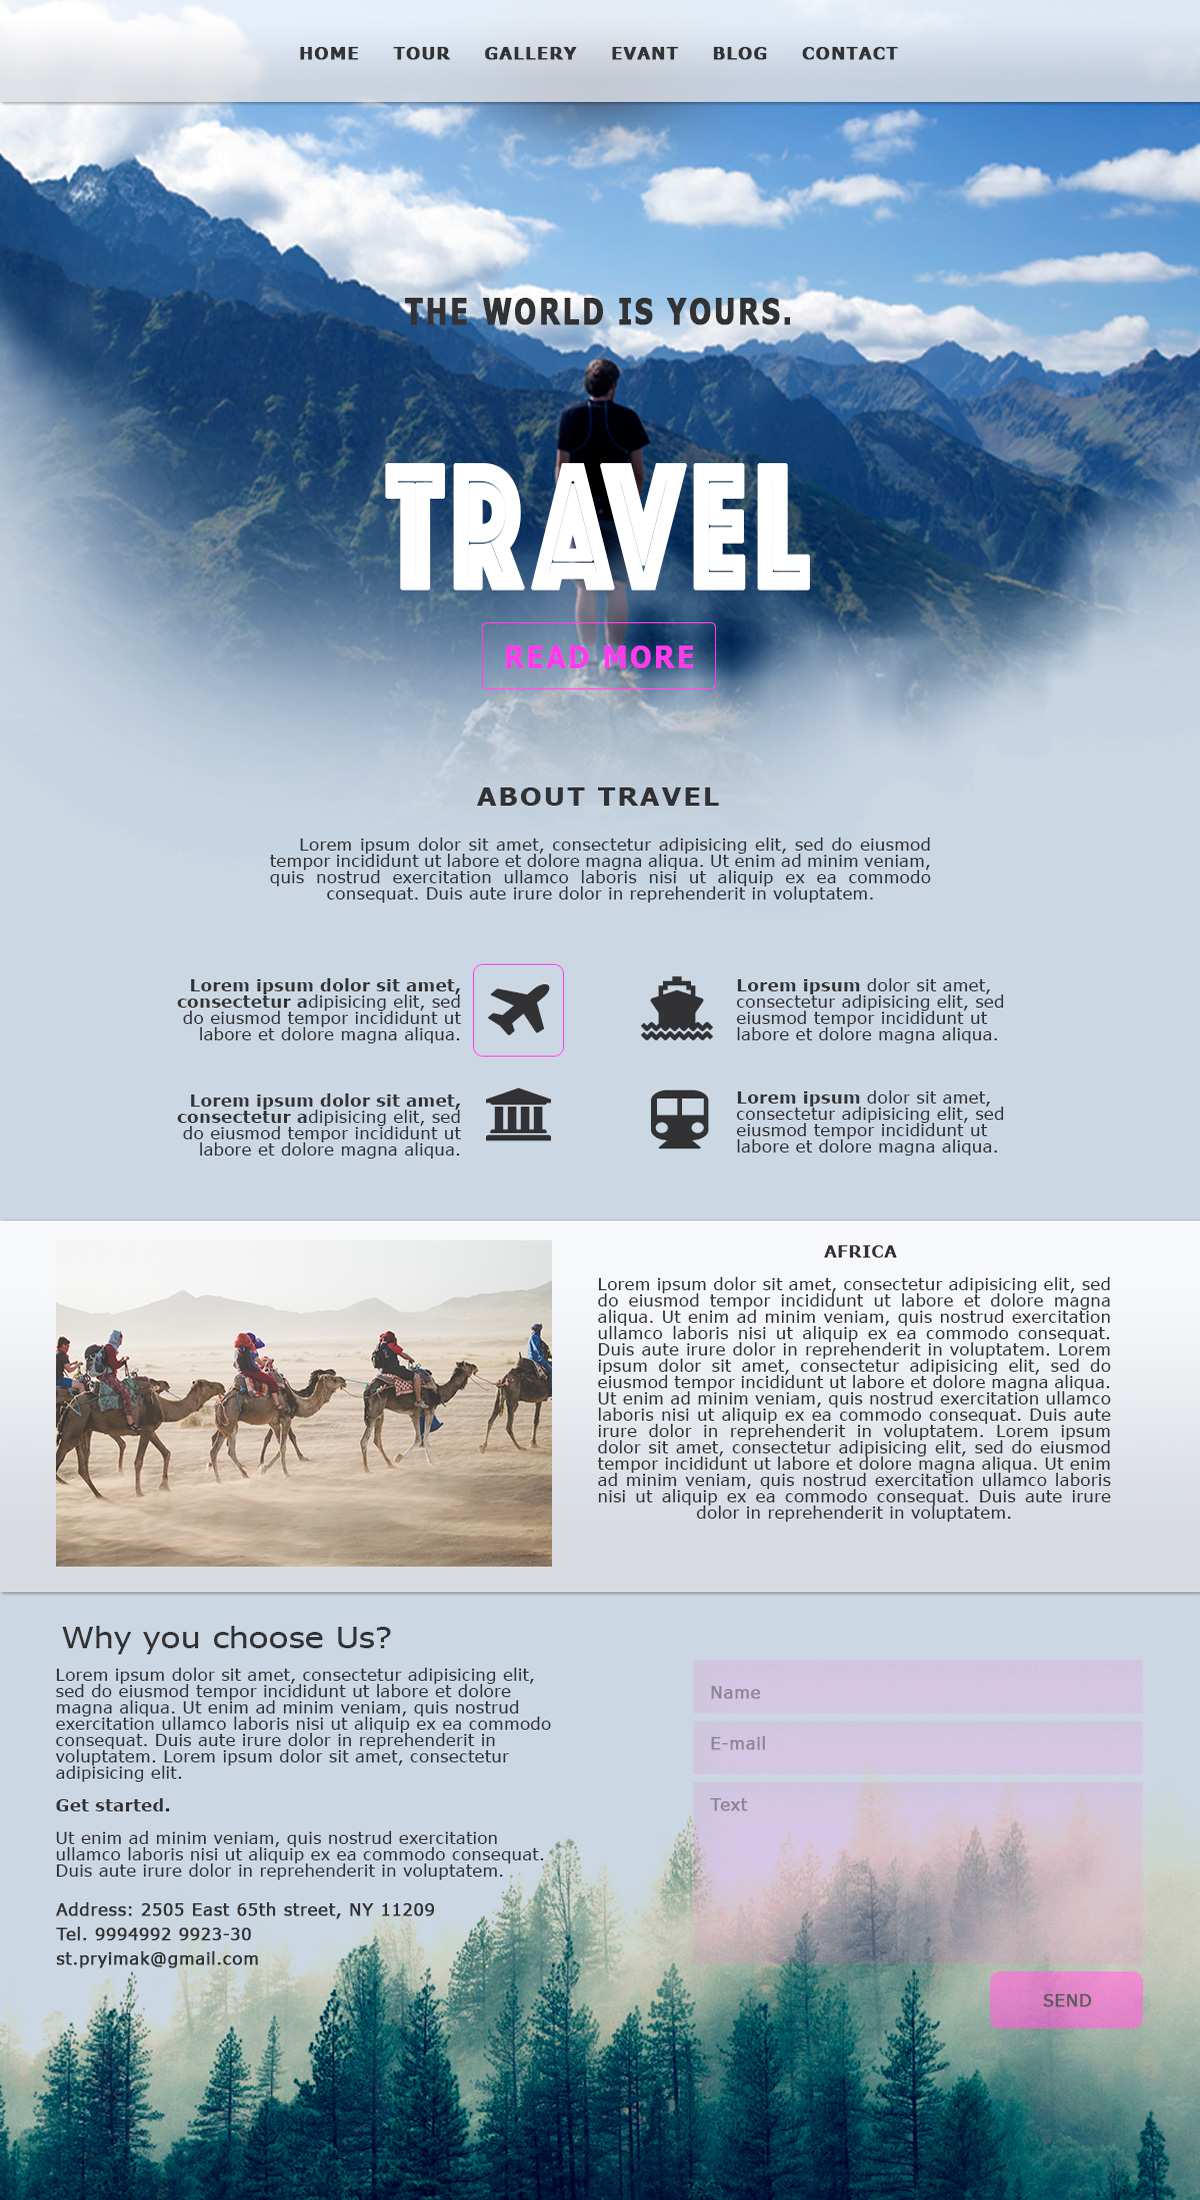 HOME TOUR GALLERY EVANT BLOG CONTACT
THE WORLD IS YOURS.
TRAVEL
READ MORE
ABOUT TRAVEL
Lorem ipsum dolor sit amet, consectetur adipisicing elit, sed do eiusmod
tempor incididunt ut labore et dolore magna aliqua. Ut enim ad minim veniam,
quis nostrud exercitation ullamco laboris nisi ut aliquip ex ea commodo
consequat. Duis aute irure dolor in reprehenderit in voluptatem.
Lorem ipsum dolor sit amet,
consectetur adipisicing elit, sed
do eiusmod tempor incididunt ut
labore et dolore magna aliqua.
Lorem ipsum dolor sit amet,
consectetur adipisicing elit, sed
eiusmod tempor incididunt ut
labore et dolore magna aliqua.
Lorem ipsum dolor sit amet,
consectetur adipisicing elit, sed
do eiusmod tempor incididunt ut
labore et dolore magna aliqua.
Lorem ipsum dolor sit amet,
consectetur adipisicing elit, sed
eiusmod tempor incididunt ut
labore et dolore magna aliqua.
AFRICA
Lorem ipsum dolor sit amet, consectetur adipisicing elit, sed
do eiusmod tempor incididunt ut labore et dolore magna
aliqua. Ut enim ad minim veniam, quis nostrud exercitation
ullamco laboris nisi ut aliquip ex ea commodo consequat.
Duis aute irure dolor in reprehenderit in voluptatem. Lorem
ipsum dolor sit amet, consectetur adipisicing elit, sed do
eiusmod tempor incididunt ut labore et dolore magna aliqua.
Ut enim ad minim veniam, quis nostrud exercitation ullamco
laboris nisi ut aliquip ex ea commodo consequat. Duis aute
irure dolor in reprehenderit in voluptatem. Lorem ipsum
dolor sit amet, consectetur adipisicing elit, sed do eiusmod
tempor incididunt ut labore et dolore magna aliqua. Ut enim
ad minim veniam, quis nostrud exercitation ullamco laboris
nisi ut aliquip ex ea commodo consequat. Duis aute irure
dolor in reprehenderit in voluptatem.
Why you choose Us?
Lorem ipsum dolor sit amet, consectetur adipisicing elit,
sed do eiusmod tempor incididunt ut labore et dolore
magna aliqua. Ut enim ad minim veniam, quis nostrud
exercitation ullamco laboris nisi ut aliquip ex ea commodo
consequat. Duis aute irure dolor in reprehenderit in
voluptatem. Lorem ipsum dolor sit amet, consectetur
adipisicing elit.
Get started.
Ut enim ad minim veniam, quis nostrud exercitation
ullamco laboris nisi ut aliquip ex ea commodo consequat.
Duis aute irure dolor in reprehenderit in voluptatem.
Address: 2505 East 65th street, NY 11209
Tel. 9994992 9923-30
st.pryimak@gmail.com
Name
E-mail
Text
SEND